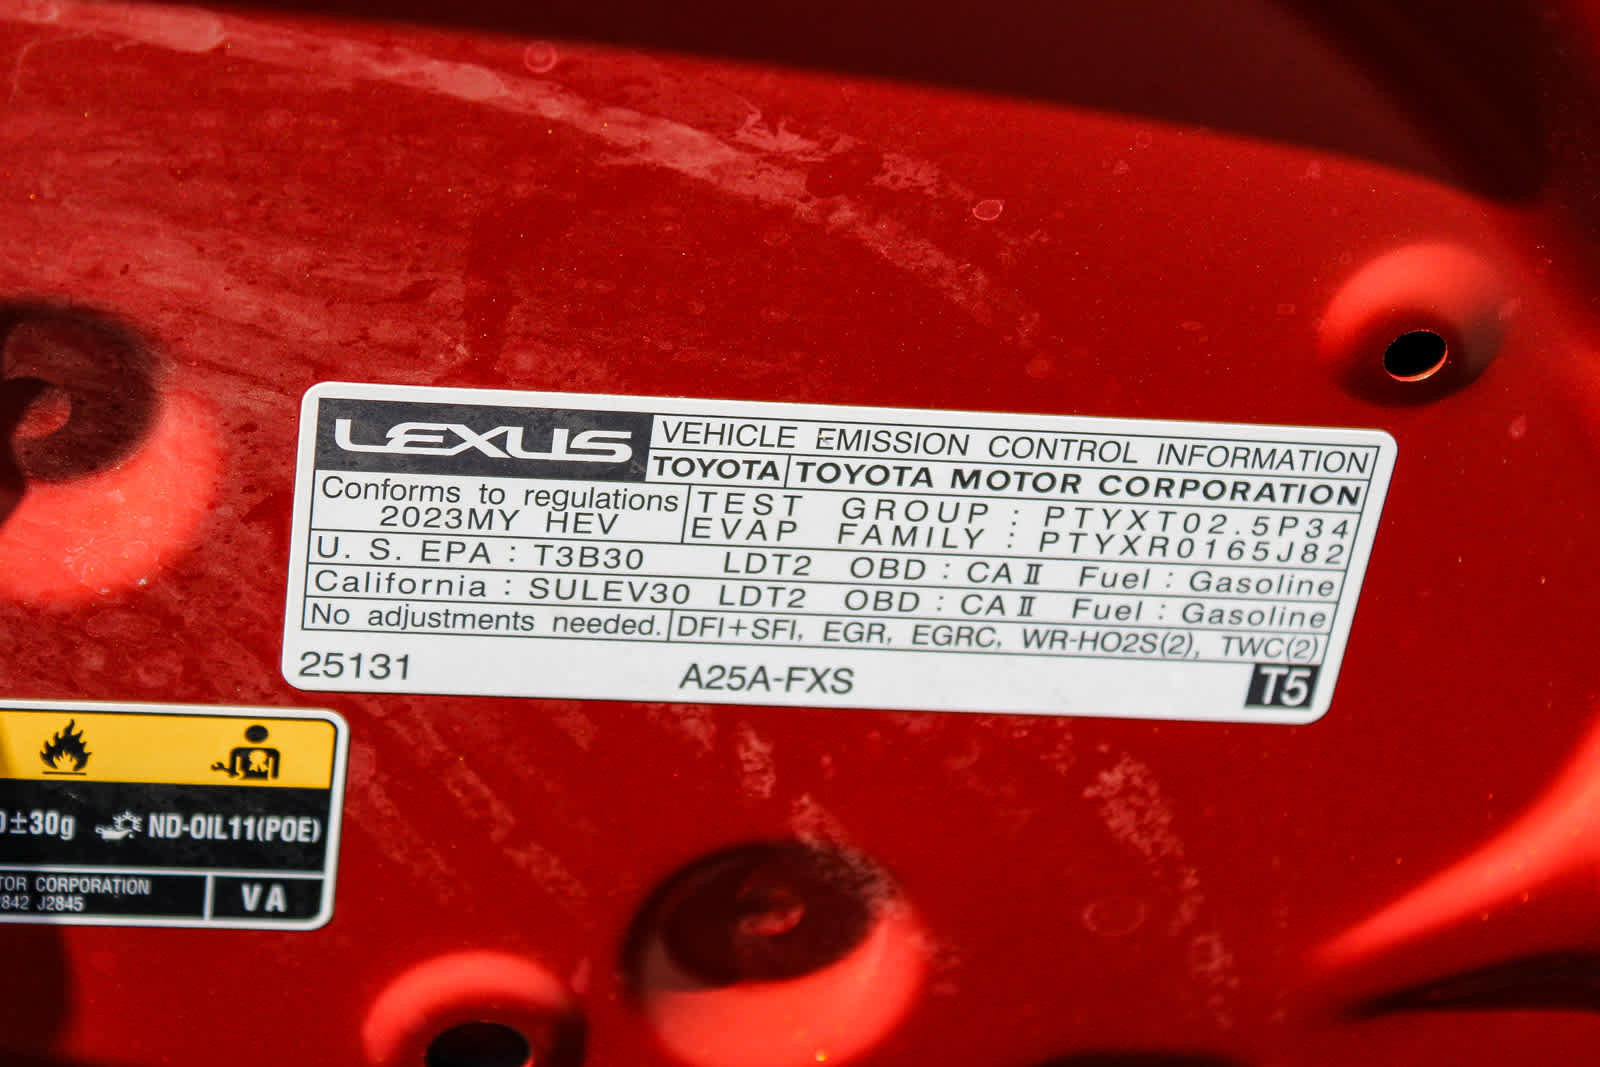 LEXUS VEHICLE EMISSION CONTROL INFORMATION
TOYOTA TOYOTA MOTOR CORPORATION
Conforms to regulations
2023MY HEV
TEST GROUP : PTYXT02.5P34
EVAP FAMILY : PTYXR0165J82
U. S. EPA : T3B30 LDT2 OBD : CA II Fuel : Gasoline
California : SULEV30 LDT2 OBD : CA II Fuel : Gasoline
No adjustments needed. DFI+SFI, EGR, EGRC, WR-HO2S(2), TWC(2)
25131 A25A-FXS T5
±30g ND-OIL11(POE)
CORPORATION
J2845
VA